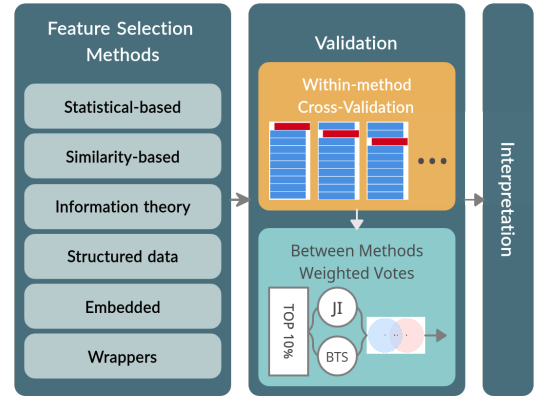 Feature Selection
Methods
Statistical-based
Similarity-based
Information theory
Structured data
Embedded
Wrappers
Validation
Within-method
Cross-Validation
Between Methods
Weighted Votes
TOP 10%
JI
BTS
Interpretation